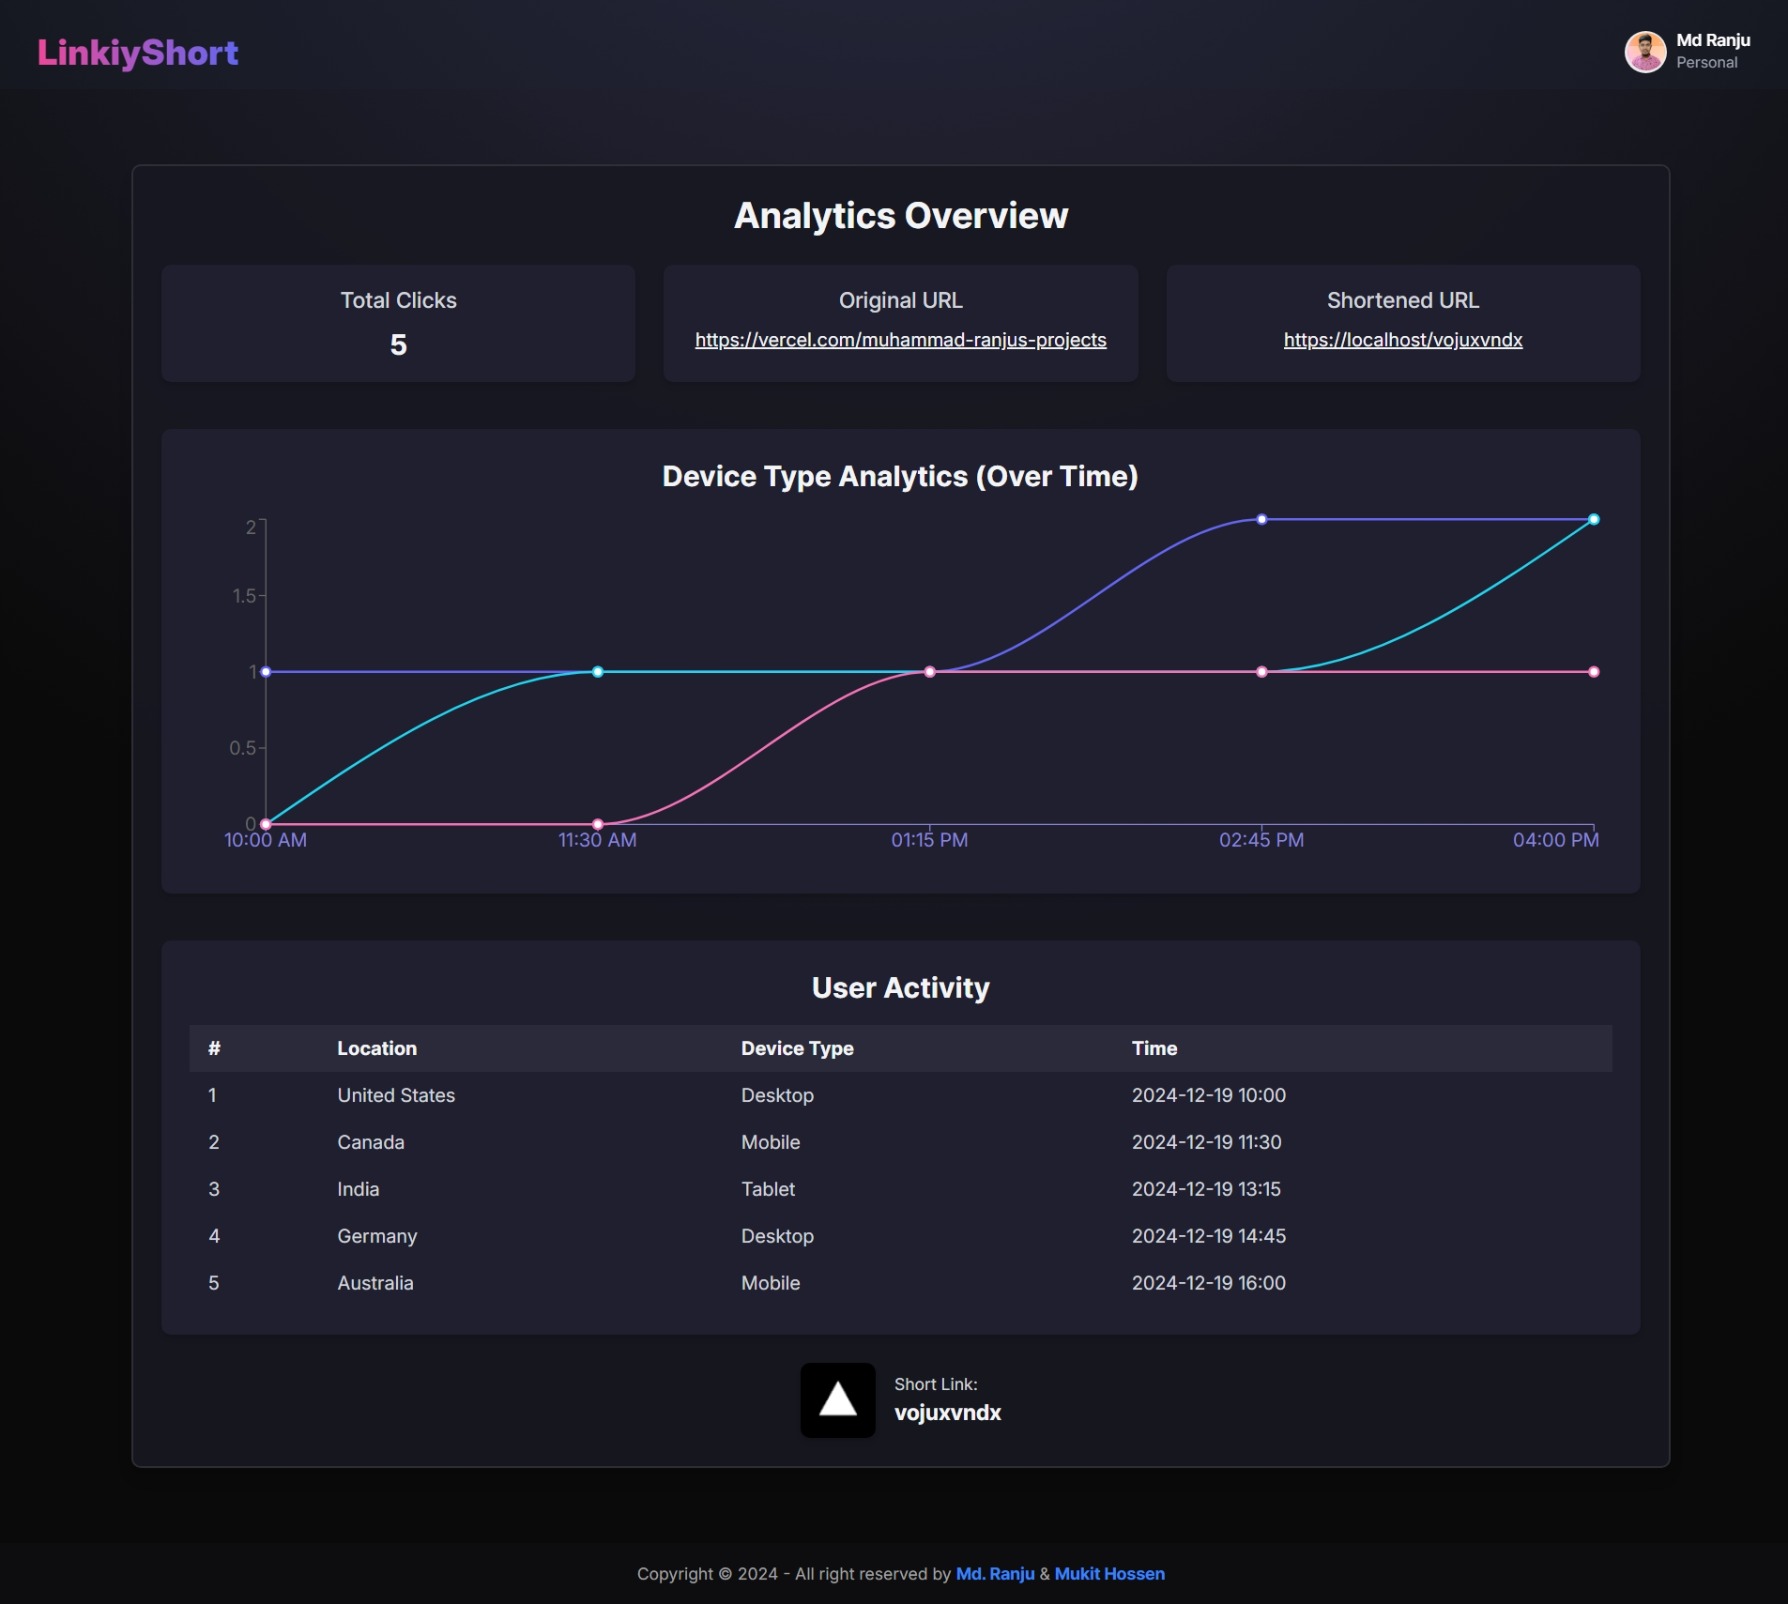 LinkiyShort
Md Ranju
Personal
Analytics Overview
Total Clicks
5
Original URL
https://vercel.com/muhammad-ranjus-projects
Shortened URL
https://localhost/vojuxvndx
Device Type Analytics (Over Time)
2
1.5
1
0.5
0
10:00 AM 11:30 AM 01:15 PM 02:45 PM 04:00 PM
User Activity
# Location Device Type Time
1 United States Desktop 2024-12-19 10:00
2 Canada Mobile 2024-12-19 11:30
3 India Tablet 2024-12-19 13:15
4 Germany Desktop 2024-12-19 14:45
5 Australia Mobile 2024-12-19 16:00
Short Link:
vojuxvndx
Copyright © 2024 - All right reserved by Md. Ranju & Mukit Hossen